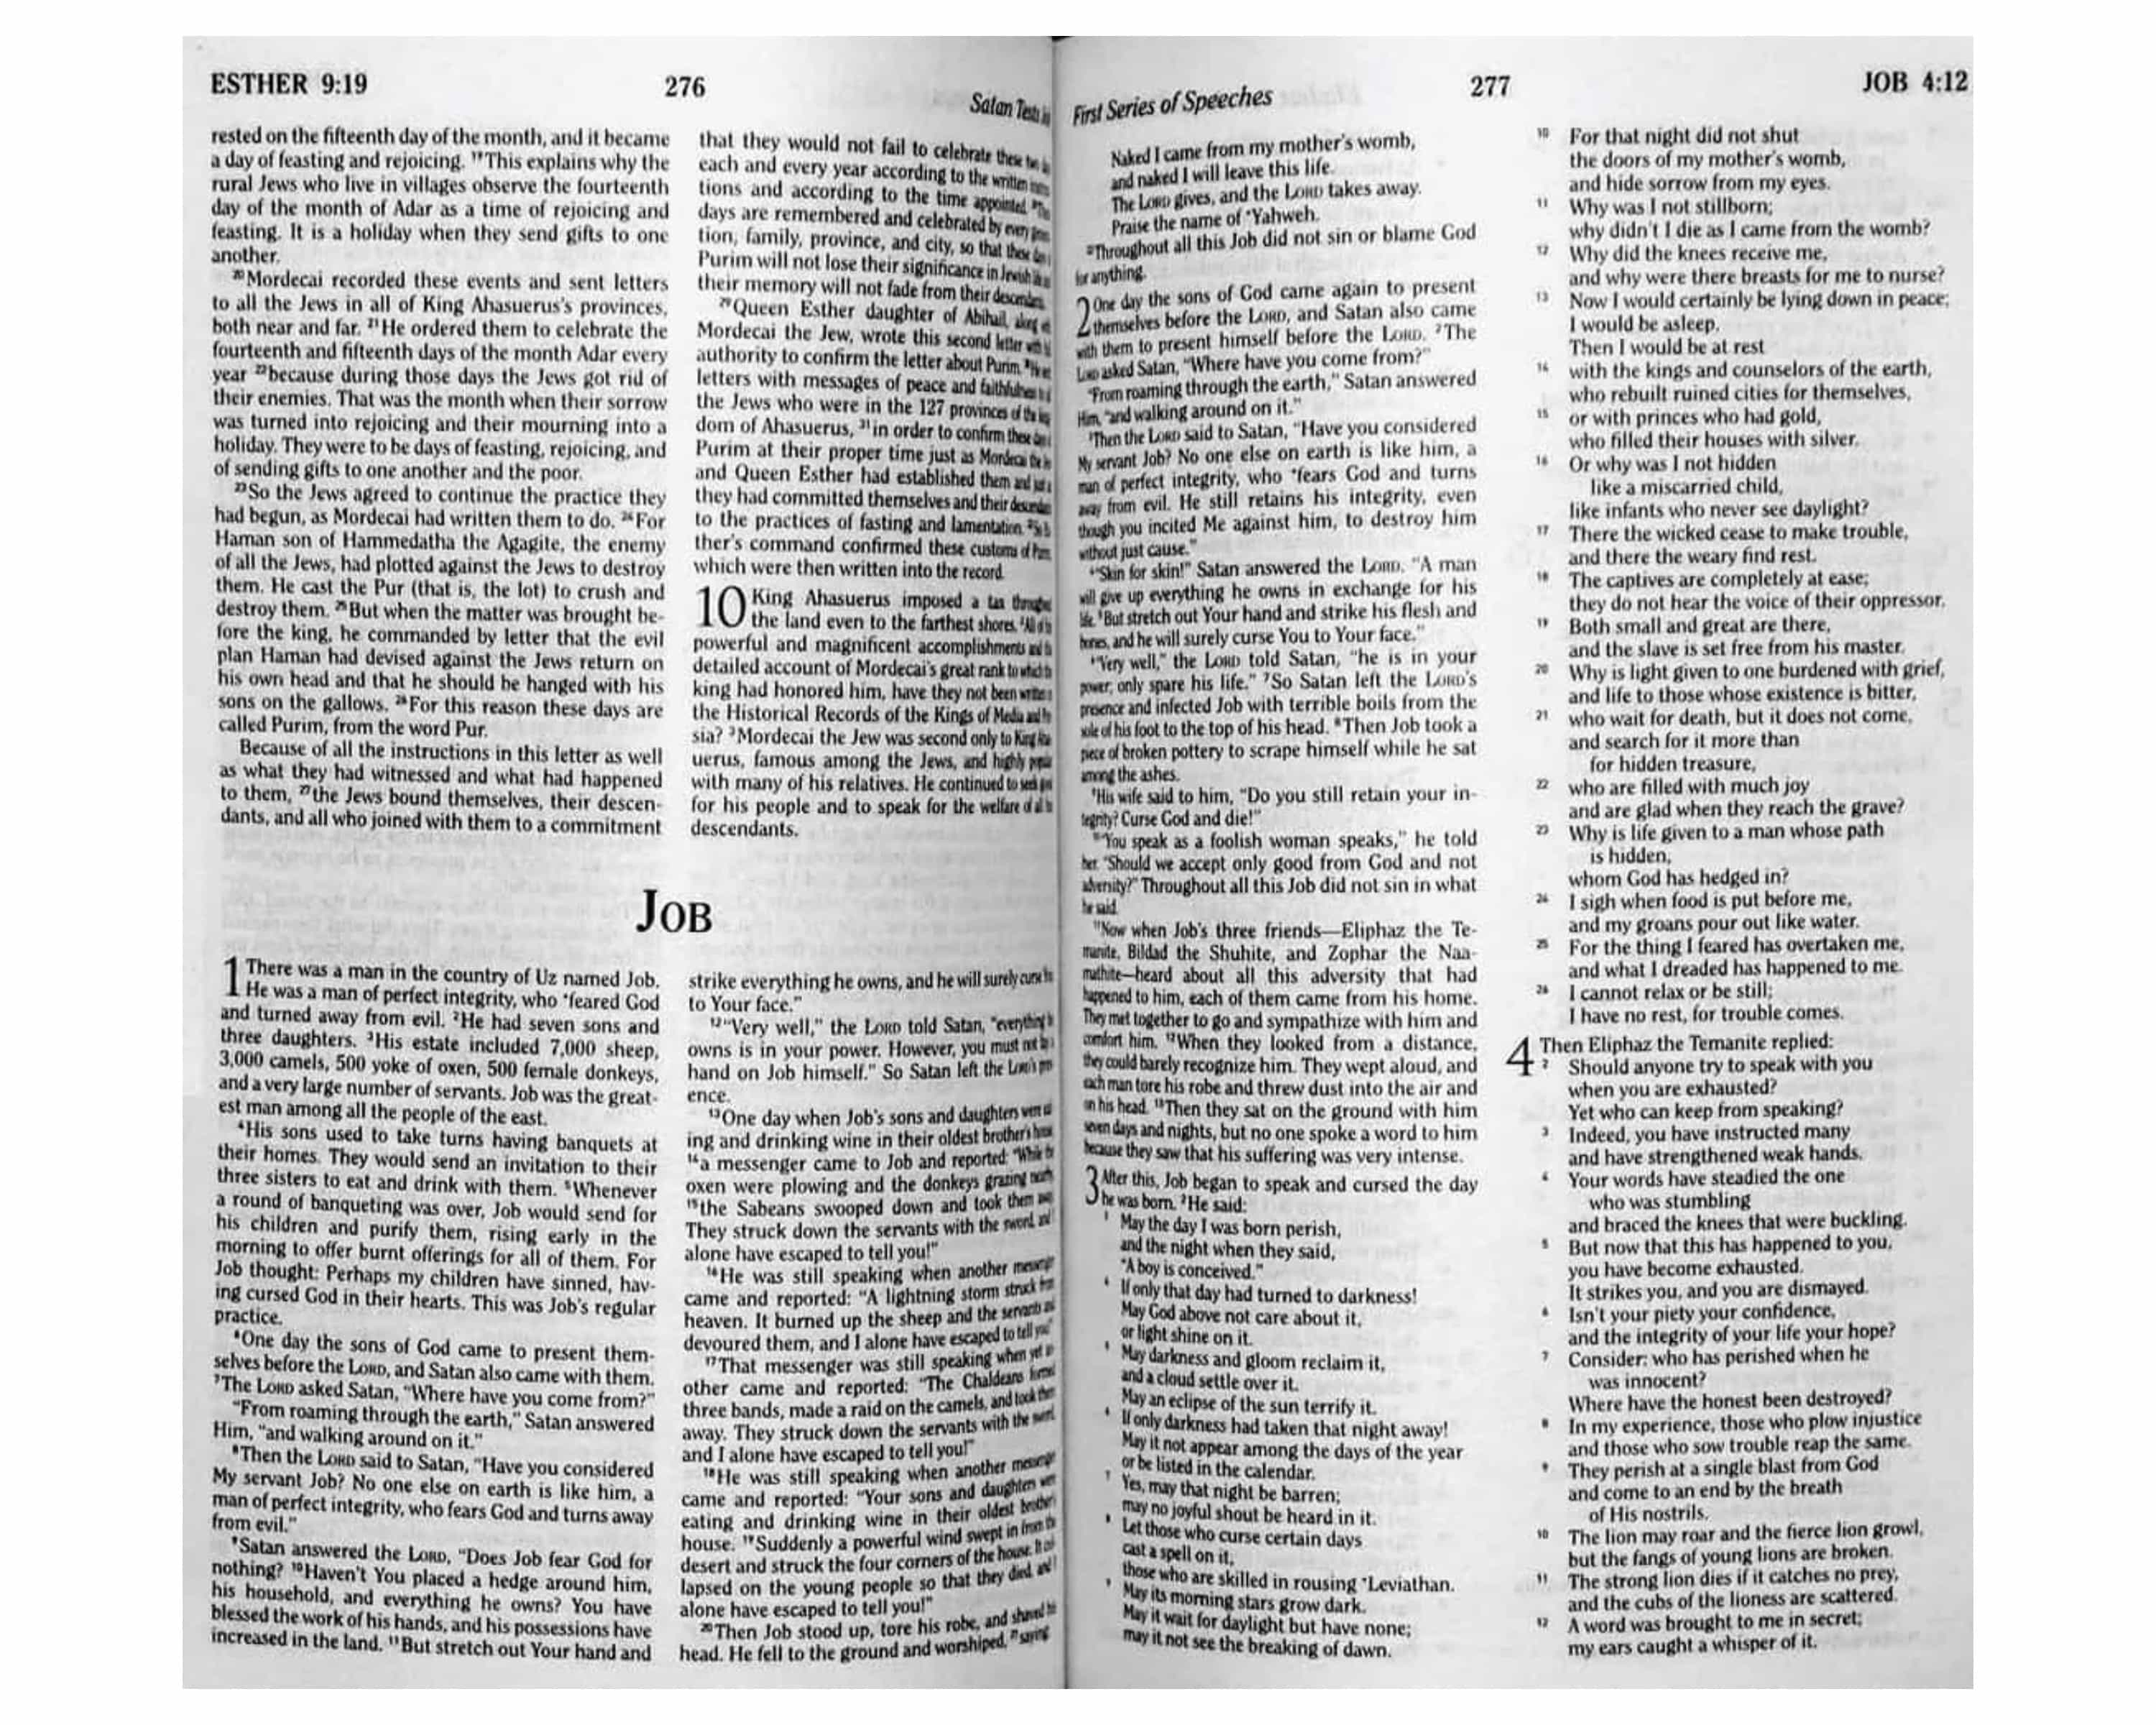 ESTHER 9:19
276
Satan Tests
rested on the fifteenth day of the month, and it became
a day of feasting and rejoicing. ¹⁹This explains why the
rural Jews who live in villages observe the fourteenth
day of the month of Adar as a time of rejoicing and
feasting. It is a holiday when they send gifts to one
another.
²⁰Mordecai recorded these events and sent letters
to all the Jews in all of King Ahasuerus's provinces,
both near and far. ²¹He ordered them to celebrate the
fourteenth and fifteenth days of the month Adar every
year ²²because during those days the Jews got rid of
their enemies. That was the month when their sorrow
was turned into rejoicing and their mourning into a
holiday. They were to be days of feasting, rejoicing, and
of sending gifts to one another and the poor.
²³So the Jews agreed to continue the practice they
had begun, as Mordecai had written them to do. ²⁴For
Haman son of Hammedatha the Agagite, the enemy
of all the Jews, had plotted against the Jews to destroy
them. He cast the Pur (that is, the lot) to crush and
destroy them. ²⁵But when the matter was brought be-
fore the king, he commanded by letter that the evil
plan Haman had devised against the Jews return on
his own head and that he should be hanged with his
sons on the gallows. ²⁶For this reason these days are
called Purim, from the word Pur.
Because of all the instructions in this letter as well
as what they had witnessed and what had happened
to them, ²⁷the Jews bound themselves, their descen-
dants, and all who joined with them to a commitment
that they would not fail to celebrate these
each and every year according to the written
tions and according to the time appointed.
days are remembered and celebrated by every
tion, family, province, and city, so that these
Purim will not lose their significance in Jewish
their memory will not fade from their
²⁹Queen Esther daughter of Abihail, along
Mordecai the Jew, wrote this second letter
authority to confirm the letter about Purim.
letters with messages of peace and faithfulness
the Jews who were in the 127 provinces of the
dom of Ahasuerus, ³¹in order to confirm these
Purim at their proper time just as Mordecai the
and Queen Esther had established them and
they had committed themselves and their
to the practices of fasting and lamentation.
ther's command confirmed these customs of
which were then written into the record.
10 King Ahasuerus imposed a tax
the land even to the farthest shores.
powerful and magnificent accomplishments
detailed account of Mordecai's great rank to which
king had honored him, have they not been
the Historical Records of the Kings of Media
sia? ³Mordecai the Jew was second only to King
uerus, famous among the Jews, and highly
with many of his relatives. He continued to seek
for his people and to speak for the welfare of
descendants.
JOB
1 There was a man in the country of Uz named Job.
He was a man of perfect integrity, who *feared God
and turned away from evil. ²He had seven sons and
three daughters. ³His estate included 7,000 sheep,
3,000 camels, 500 yoke of oxen, 500 female donkeys,
and a very large number of servants. Job was the great-
est man among all the people of the east.
⁴His sons used to take turns having banquets at
their homes. They would send an invitation to their
three sisters to eat and drink with them. ⁵Whenever
a round of banqueting was over, Job would send for
his children and purify them, rising early in the
morning to offer burnt offerings for all of them. For
Job thought: Perhaps my children have sinned, hav-
ing cursed God in their hearts. This was Job's regular
practice.
⁶One day the sons of God came to present them-
selves before the LORD, and Satan also came with them.
⁷The LORD asked Satan, "Where have you come from?"
"From roaming through the earth," Satan answered
Him, "and walking around on it."
⁸Then the LORD said to Satan, "Have you considered
My servant Job? No one else on earth is like him, a
man of perfect integrity, who fears God and turns away
from evil."
⁹Satan answered the LORD, "Does Job fear God for
nothing? ¹⁰Haven't You placed a hedge around him,
his household, and everything he owns? You have
blessed the work of his hands, and his possessions have
increased in the land. ¹¹But stretch out Your hand and
strike everything he owns, and he will surely curse
to Your face."
¹²"Very well," the LORD told Satan, "everything
owns is in your power. However, you must not
hand on Job himself." So Satan left the LORD's
ence.
¹³One day when Job's sons and daughters were
ing and drinking wine in their oldest brother's
¹⁴a messenger came to Job and reported: "While the
oxen were plowing and the donkeys grazing
¹⁵the Sabeans swooped down and took them
They struck down the servants with the sword, and
alone have escaped to tell you!"
¹⁶He was still speaking when another
came and reported: "A lightning storm struck from
heaven. It burned up the sheep and the servants
devoured them, and I alone have escaped to tell you!"
¹⁷That messenger was still speaking when yet
other came and reported: "The Chaldeans formed
three bands, made a raid on the camels, and took them
away. They struck down the servants with the sword,
and I alone have escaped to tell you!"
¹⁸He was still speaking when another
came and reported: "Your sons and daughters were
eating and drinking wine in their oldest brother's
house. ¹⁹Suddenly a powerful wind swept in from the
desert and struck the four corners of the house. It
lapsed on the young people so that they died, and I
alone have escaped to tell you!"
²⁰Then Job stood up, tore his robe, and shaved his
head. He fell to the ground and worshiped, ²¹saying
First Series of Speeches
277
JOB 4:12
Naked I came from my mother's womb,
and naked I will leave this life.
The LORD gives, and the LORD takes away.
Praise the name of *Yahweh.
²²Throughout all this Job did not sin or blame God
for anything.
2 One day the sons of God came again to present
themselves before the LORD, and Satan also came
with them to present himself before the LORD. ²The
LORD asked Satan, "Where have you come from?"
"From roaming through the earth," Satan answered
Him, "and walking around on it."
³Then the LORD said to Satan, "Have you considered
My servant Job? No one else on earth is like him, a
man of perfect integrity, who *fears God and turns
away from evil. He still retains his integrity, even
though you incited Me against him, to destroy him
without just cause."
⁴"Skin for skin!" Satan answered the LORD. "A man
will give up everything he owns in exchange for his
life. ⁵But stretch out Your hand and strike his flesh and
bones, and he will surely curse You to Your face."
⁶"Very well," the LORD told Satan, "he is in your
power; only spare his life." ⁷So Satan left the LORD's
presence and infected Job with terrible boils from the
sole of his foot to the top of his head. ⁸Then Job took a
piece of broken pottery to scrape himself while he sat
among the ashes.
⁹His wife said to him, "Do you still retain your in-
tegrity? Curse God and die!"
¹⁰"You speak as a foolish woman speaks," he told
her. "Should we accept only good from God and not
adversity?" Throughout all this Job did not sin in what
he said.
¹¹Now when Job's three friends—Eliphaz the Te-
manite, Bildad the Shuhite, and Zophar the Naa-
mathite—heard about all this adversity that had
happened to him, each of them came from his home.
They met together to go and sympathize with him and
comfort him. ¹²When they looked from a distance,
they could barely recognize him. They wept aloud, and
each man tore his robe and threw dust into the air and
on his head. ¹³Then they sat on the ground with him
seven days and nights, but no one spoke a word to him
because they saw that his suffering was very intense.
3 After this, Job began to speak and cursed the day
he was born. ²He said:
³ May the day I was born perish,
and the night when they said,
"A boy is conceived."
⁴ If only that day had turned to darkness!
May God above not care about it,
or light shine on it.
⁵ May darkness and gloom reclaim it,
and a cloud settle over it.
May an eclipse of the sun terrify it.
⁶ If only darkness had taken that night away!
May it not appear among the days of the year
or be listed in the calendar.
⁷ Yes, may that night be barren;
may no joyful shout be heard in it.
⁸ Let those who curse certain days
cast a spell on it,
those who are skilled in rousing *Leviathan.
⁹ May its morning stars grow dark.
May it wait for daylight but have none;
may it not see the breaking of dawn.
¹⁰ For that night did not shut
the doors of my mother's womb,
and hide sorrow from my eyes.
¹¹ Why was I not stillborn;
why didn't I die as I came from the womb?
¹² Why did the knees receive me,
and why were there breasts for me to nurse?
¹³ Now I would certainly be lying down in peace;
I would be asleep.
Then I would be at rest
¹⁴ with the kings and counselors of the earth,
who rebuilt ruined cities for themselves,
¹⁵ or with princes who had gold,
who filled their houses with silver.
¹⁶ Or why was I not hidden
like a miscarried child,
like infants who never see daylight?
¹⁷ There the wicked cease to make trouble,
and there the weary find rest.
¹⁸ The captives are completely at ease;
they do not hear the voice of their oppressor.
¹⁹ Both small and great are there,
and the slave is set free from his master.
²⁰ Why is light given to one burdened with grief,
and life to those whose existence is bitter,
²¹ who wait for death, but it does not come,
and search for it more than
for hidden treasure,
²² who are filled with much joy
and are glad when they reach the grave?
²³ Why is life given to a man whose path
is hidden,
whom God has hedged in?
²⁴ I sigh when food is put before me,
and my groans pour out like water.
²⁵ For the thing I feared has overtaken me,
and what I dreaded has happened to me.
²⁶ I cannot relax or be still;
I have no rest, for trouble comes.
4 Then Eliphaz the Temanite replied:
² Should anyone try to speak with you
when you are exhausted?
Yet who can keep from speaking?
³ Indeed, you have instructed many
and have strengthened weak hands.
⁴ Your words have steadied the one
who was stumbling
and braced the knees that were buckling.
⁵ But now that this has happened to you,
you have become exhausted.
It strikes you, and you are dismayed.
⁶ Isn't your piety your confidence,
and the integrity of your life your hope?
⁷ Consider: who has perished when he
was innocent?
Where have the honest been destroyed?
⁸ In my experience, those who plow injustice
and those who sow trouble reap the same.
⁹ They perish at a single blast from God
and come to an end by the breath
of His nostrils.
¹⁰ The lion may roar and the fierce lion growl,
but the fangs of young lions are broken.
¹¹ The strong lion dies if it catches no prey,
and the cubs of the lioness are scattered.
¹² A word was brought to me in secret;
my ears caught a whisper of it.